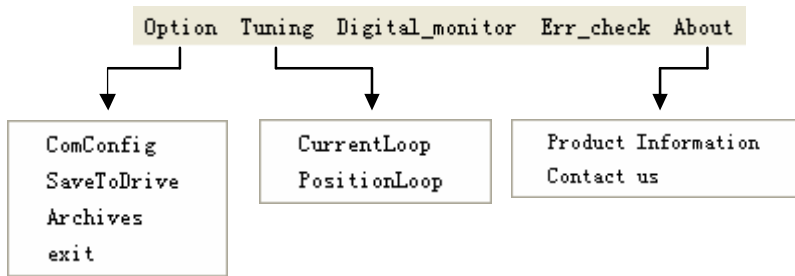 Option Tuning Digital_monitor Err_check About
ComConfig
SaveToDrive
Archives
exit
CurrentLoop
PositionLoop
Product Information
Contact us